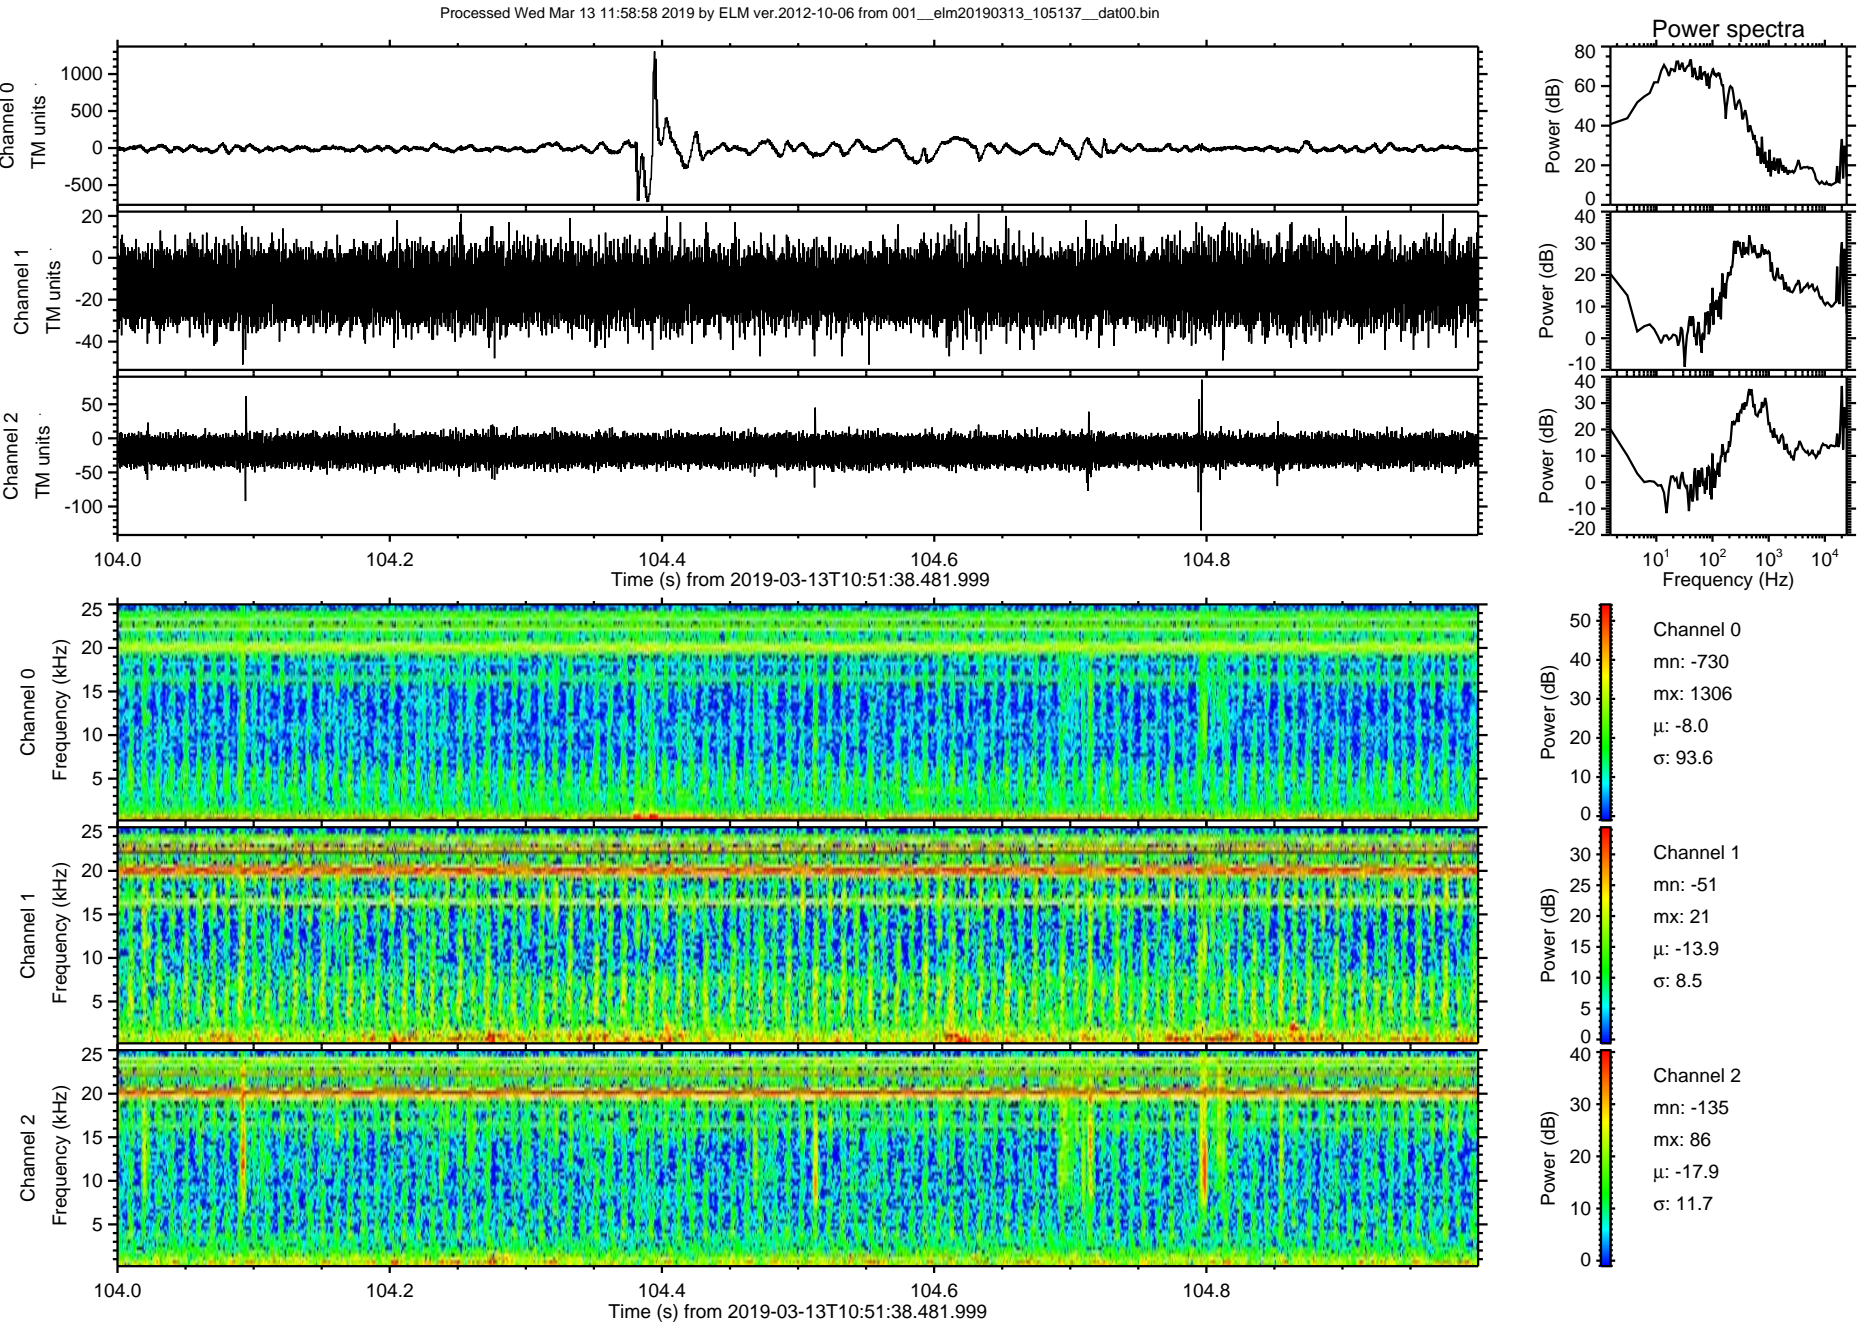 Processed Wed Mar 13 11:58:58 2019 by ELM ver.2012-10-06 from 001__elm20190313_105137__dat00.bin
Power spectra
Channel 0
TM units
1000
500
0
-500
Power (dB)
80
60
40
20
0
Channel 1
TM units
20
0
-20
-40
Power (dB)
40
30
20
10
0
-10
Channel 2
TM units
50
0
-50
-100
Power (dB)
40
30
20
10
0
-10
-20
104.0 104.2 104.4 104.6 104.8
Time (s) from 2019-03-13T10:51:38.481.999
10¹ 10² 10³ 10⁴
Frequency (Hz)
Channel 0
Frequency (kHz)
25
20
15
10
5
Power (dB)
50
40
30
20
10
0
Channel 0
mn: -730
mx: 1306
μ: -8.0
σ: 93.6
Channel 1
Frequency (kHz)
25
20
15
10
5
Power (dB)
30
25
20
15
10
5
0
Channel 1
mn: -51
mx: 21
μ: -13.9
σ: 8.5
Channel 2
Frequency (kHz)
25
20
15
10
5
Power (dB)
40
30
20
10
0
Channel 2
mn: -135
mx: 86
μ: -17.9
σ: 11.7
104.0 104.2 104.4 104.6 104.8
Time (s) from 2019-03-13T10:51:38.481.999